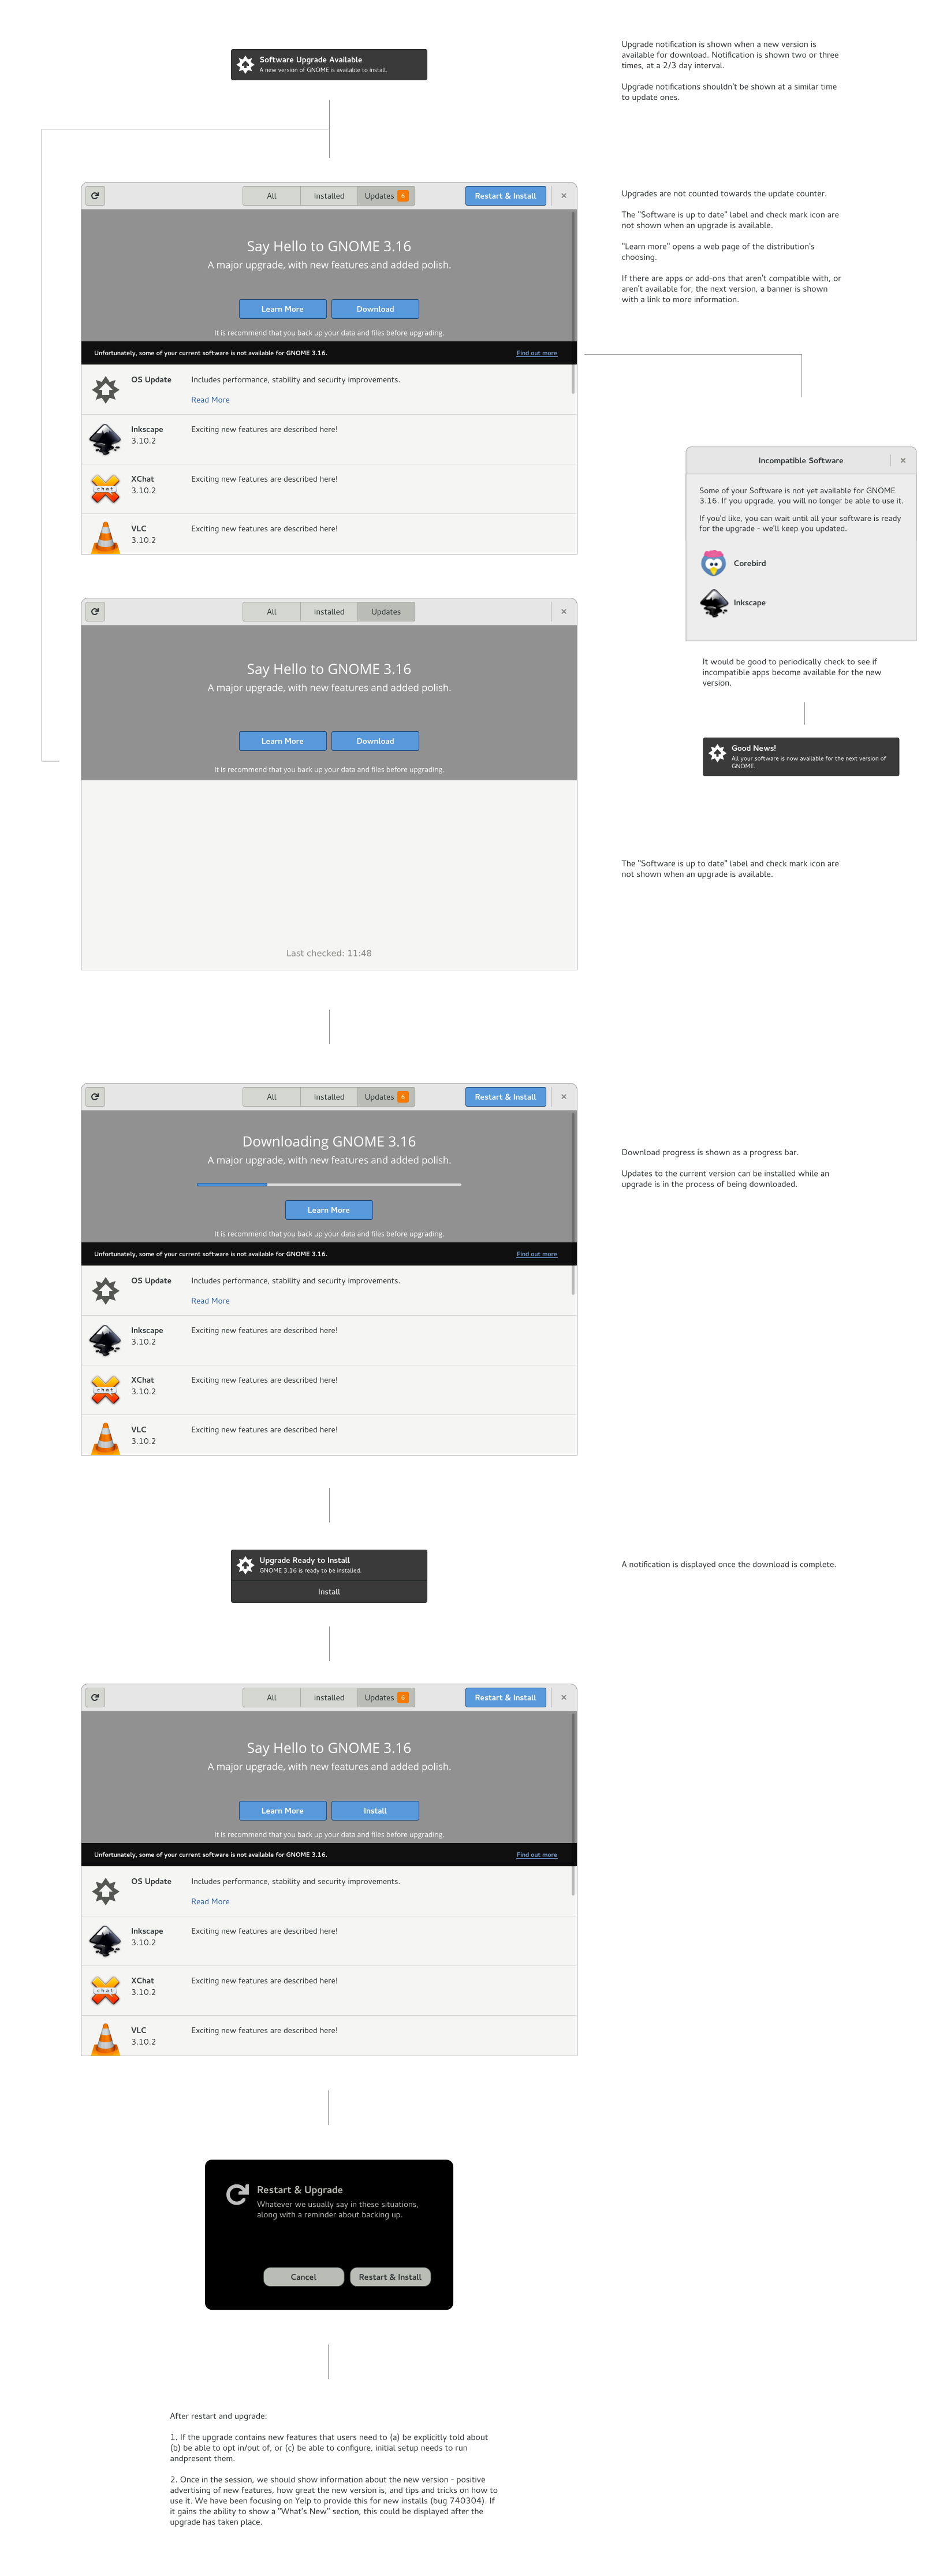 Software Upgrade Available
A new version of GNOME is available to install.
Upgrade notification is shown when a new version is
available for download. Notification is shown two or three
times, at a 2/3 day interval.
Upgrade notifications shouldn't be shown at a similar time
to update ones.
All Installed Updates 6 Restart & Install
Say Hello to GNOME 3.16
A major upgrade, with new features and added polish.
Learn More Download
It is recommend that you back up your data and files before upgrading.
Unfortunately, some of your current software is not available for GNOME 3.16. Find out more
OS Update Includes performance, stability and security improvements.
Read More
Inkscape Exciting new features are described here!
3.10.2
XChat Exciting new features are described here!
chat
3.10.2
VLC Exciting new features are described here!
3.10.2
Upgrades are not counted towards the update counter.
The "Software is up to date" label and check mark icon are
not shown when an upgrade is available.
"Learn more" opens a web page of the distribution's
choosing.
If there are apps or add-ons that aren't compatible with, or
aren't available for, the next version, a banner is shown
with a link to more information.
Incompatible Software
Some of your Software is not yet available for GNOME
3.16. If you upgrade, you will no longer be able to use it.
If you'd like, you can wait until all your software is ready
for the upgrade - we'll keep you updated.
Corebird
Inkscape
It would be good to periodically check to see if
incompatible apps become available for the new
version.
Good News!
All your software is now available for the next version of
GNOME.
All Installed Updates
Say Hello to GNOME 3.16
A major upgrade, with new features and added polish.
Learn More Download
It is recommend that you back up your data and files before upgrading.
Last checked: 11:48
The "Software is up to date" label and check mark icon are
not shown when an upgrade is available.
All Installed Updates 6 Restart & Install
Downloading GNOME 3.16
A major upgrade, with new features and added polish.
Learn More
It is recommend that you back up your data and files before upgrading.
Unfortunately, some of your current software is not available for GNOME 3.16. Find out more
OS Update Includes performance, stability and security improvements.
Read More
Inkscape Exciting new features are described here!
3.10.2
XChat Exciting new features are described here!
chat
3.10.2
VLC Exciting new features are described here!
3.10.2
Download progress is shown as a progress bar.
Updates to the current version can be installed while an
upgrade is in the process of being downloaded.
Upgrade Ready to Install
GNOME 3.16 is ready to be installed.
Install
A notification is displayed once the download is complete.
All Installed Updates 6 Restart & Install
Say Hello to GNOME 3.16
A major upgrade, with new features and added polish.
Learn More Install
It is recommend that you back up your data and files before upgrading.
Unfortunately, some of your current software is not available for GNOME 3.16. Find out more
OS Update Includes performance, stability and security improvements.
Read More
Inkscape Exciting new features are described here!
3.10.2
XChat Exciting new features are described here!
chat
3.10.2
VLC Exciting new features are described here!
3.10.2
Restart & Upgrade
Whatever we usually say in these situations,
along with a reminder about backing up.
Cancel Restart & Install
After restart and upgrade:
1. If the upgrade contains new features that users need to (a) be explicitly told about
(b) be able to opt in/out of, or (c) be able to configure, initial setup needs to run
andpresent them.
2. Once in the session, we should show information about the new version - positive
advertising of new features, how great the new version is, and tips and tricks on how to
use it. We have been focusing on Yelp to provide this for new installs (bug 740304). If
it gains the ability to show a "What's New" section, this could be displayed after the
upgrade has taken place.